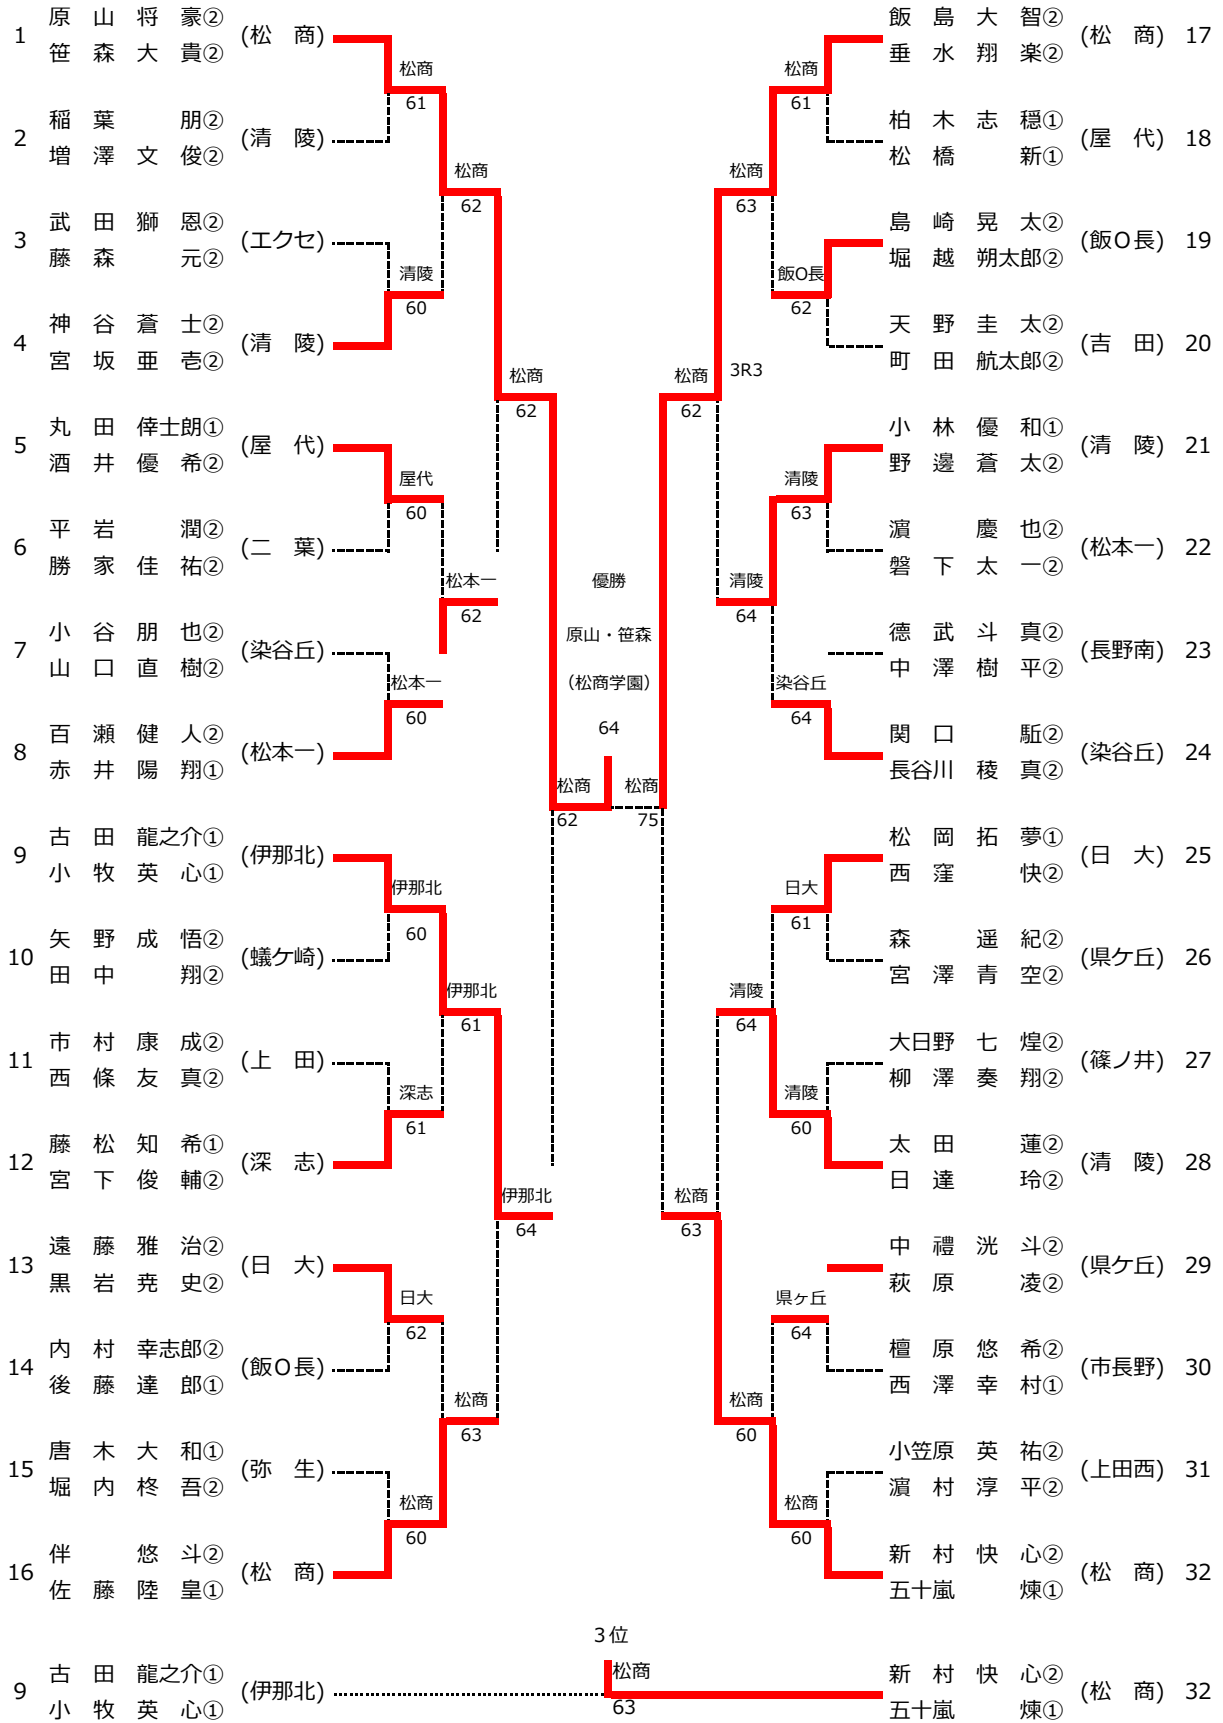 1 原 山 将 豪② (松 商)
笹 森 大 貴②
松商
61
2 稲 葉 朋② (清 陵)
増 澤 文 俊②
松商
62
3 武 田 獅 恩② (エクセ)
藤 森 元②
清陵
60
4 神 谷 蒼 士② (清 陵)
宮 坂 亜 壱②
松商
62
5 丸 田 倖士朗① (屋 代)
酒 井 優 希②
屋代
60
6 平 岩 潤② (二 葉)
勝 家 佳 祐②
松本一
62
7 小 谷 朋 也② (染谷丘)
山 口 直 樹②
松本一
60
8 百 瀬 健 人② (松本一)
赤 井 陽 翔①
松商
62
9 古 田 龍之介① (伊那北)
小 牧 英 心①
伊那北
60
10 矢 野 成 悟② (蟻ケ崎)
田 中 翔②
伊那北
61
11 市 村 康 成② (上 田)
西 條 友 真②
深志
61
12 藤 松 知 希① (深 志)
宮 下 俊 輔②
伊那北
64
13 遠 藤 雅 治② (日 大)
黒 岩 尭 史②
日大
62
14 内 村 幸志郎② (飯O長)
後 藤 達 郎①
松商
63
15 唐 木 大 和① (弥 生)
堀 内 柊 吾②
松商
60
16 伴 悠 斗② (松 商)
佐 藤 陸 皇①
優勝
原山・笹森
(松商学園)
64
飯 島 大 智② (松 商) 17
垂 水 翔 楽②
松商
61
柏 木 志 穏① (屋 代) 18
松 橋 新①
松商
63
島 崎 晃 太② (飯O長) 19
堀 越 朔太郎②
飯O長
62
天 野 圭 太② (吉 田) 20
町 田 航太郎②
松商
62
3R3
小 林 優 和① (清 陵) 21
野 邊 蒼 太②
清陵
63
濵 慶 也② (松本一) 22
磐 下 太 一②
清陵
64
德 武 斗 真② (長野南) 23
中 澤 樹 平②
染谷丘
64
関 口 駈② (染谷丘) 24
長谷川 稜 真②
松商
75
松 岡 拓 夢① (日 大) 25
西 窪 快②
日大
61
森 遥 紀② (県ケ丘) 26
宮 澤 青 空②
清陵
64
大日野 七 煌② (篠ノ井) 27
柳 澤 奏 翔②
清陵
60
太 田 蓮② (清 陵) 28
日 達 玲②
松商
63
中 禮 洸 斗② (県ケ丘) 29
萩 原 凌②
県ヶ丘
64
檀 原 悠 希② (市長野) 30
西 澤 幸 村①
松商
60
小笠原 英 祐② (上田西) 31
濵 村 淳 平②
松商
60
新 村 快 心② (松 商) 32
五十嵐 煉①
3位
9 古 田 龍之介① (伊那北)
小 牧 英 心①
松商
63
新 村 快 心② (松 商) 32
五十嵐 煉①